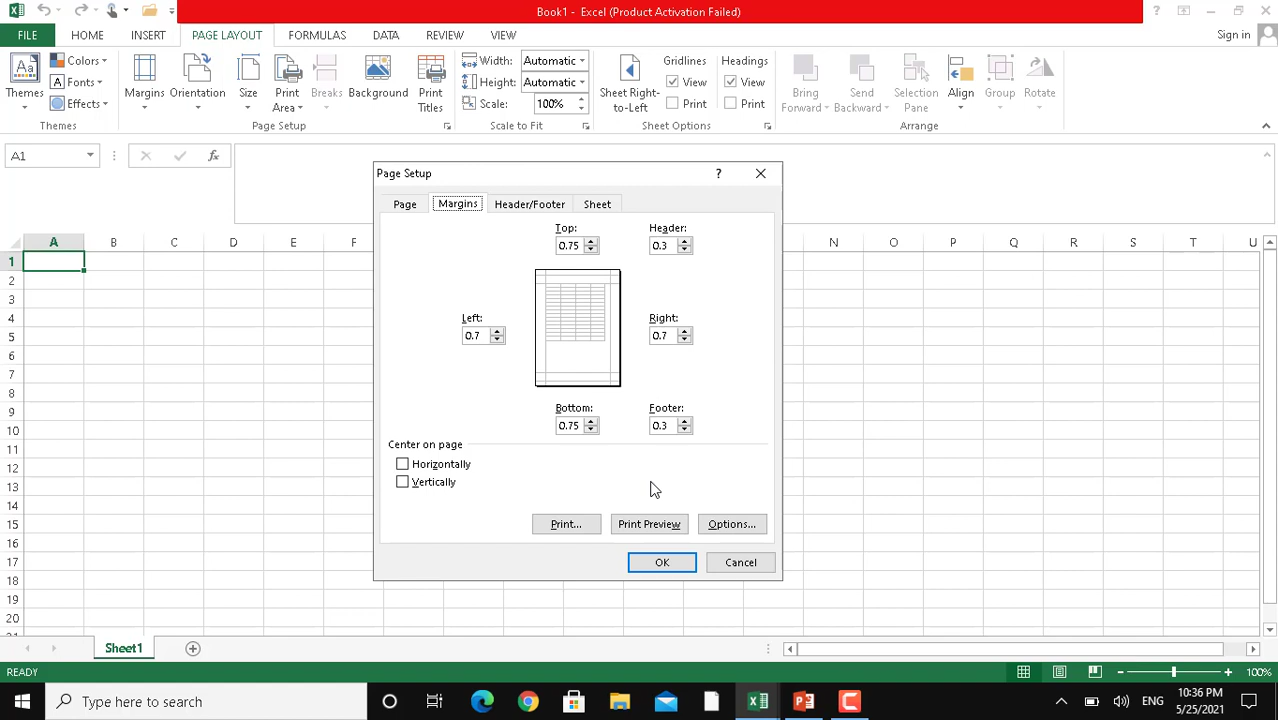 Book1 - Excel (Product Activation Failed)
?
FILE HOME INSERT PAGE LAYOUT FORMULAS DATA REVIEW VIEW Sign in
Themes
Colors
Fonts
Effects
Margins Orientation Size Print Area Breaks Background Print Titles
Width: Automatic
Height: Automatic
Scale: 100%
Sheet Right-to-Left
Gridlines
View
Print
Headings
View
Print
Bring Forward Send Backward Selection Pane Align Group Rotate
Themes Page Setup Scale to Fit Sheet Options Arrange
A1 fx
Page Setup ?
Page Margins Header/Footer Sheet
Top: Header:
0.75 0.3
Left: Right:
0.7 0.7
Bottom: Footer:
0.75 0.3
Center on page
Horizontally
Vertically
Print... Print Preview Options...
OK Cancel
A B C D E F N O P Q R S T U
1
2
3
4
5
6
7
8
9
10
11
12
13
14
15
16
17
18
19
20
Sheet1
READY 100%
Type here to search
ENG
10:36 PM
5/25/2021